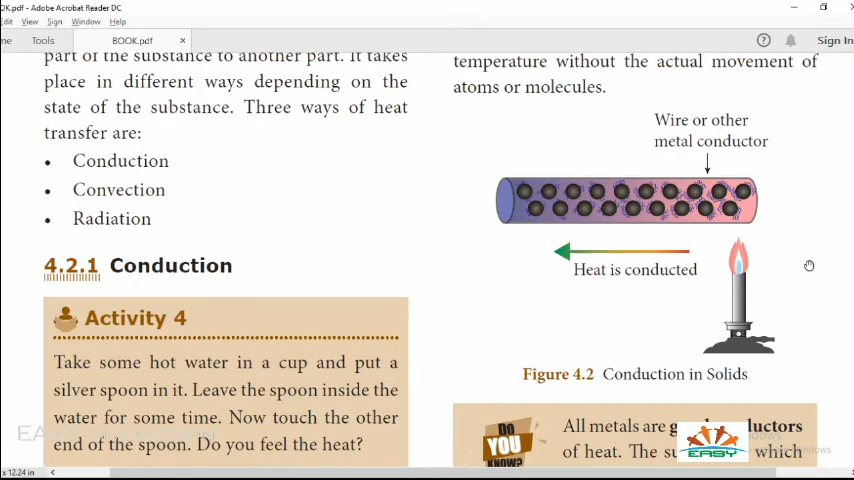 OK.pdf - Adobe Acrobat Reader DC
Edit View Sign Window Help
me Tools BOOK.pdf × ? Sign In
part of the substance to another part. It takes
place in different ways depending on the
state of the substance. Three ways of heat
transfer are:
• Conduction
• Convection
• Radiation
4.2.1 Conduction
Activity 4
Take some hot water in a cup and put a
silver spoon in it. Leave the spoon inside the
water for some time. Now touch the other
end of the spoon. Do you feel the heat?
temperature without the actual movement of
atoms or molecules.
Wire or other
metal conductor
Heat is conducted
Figure 4.2 Conduction in Solids
DO
YOU
KNOW?
All metals are conductors
of heat. The which
EASY
x 12.24 in